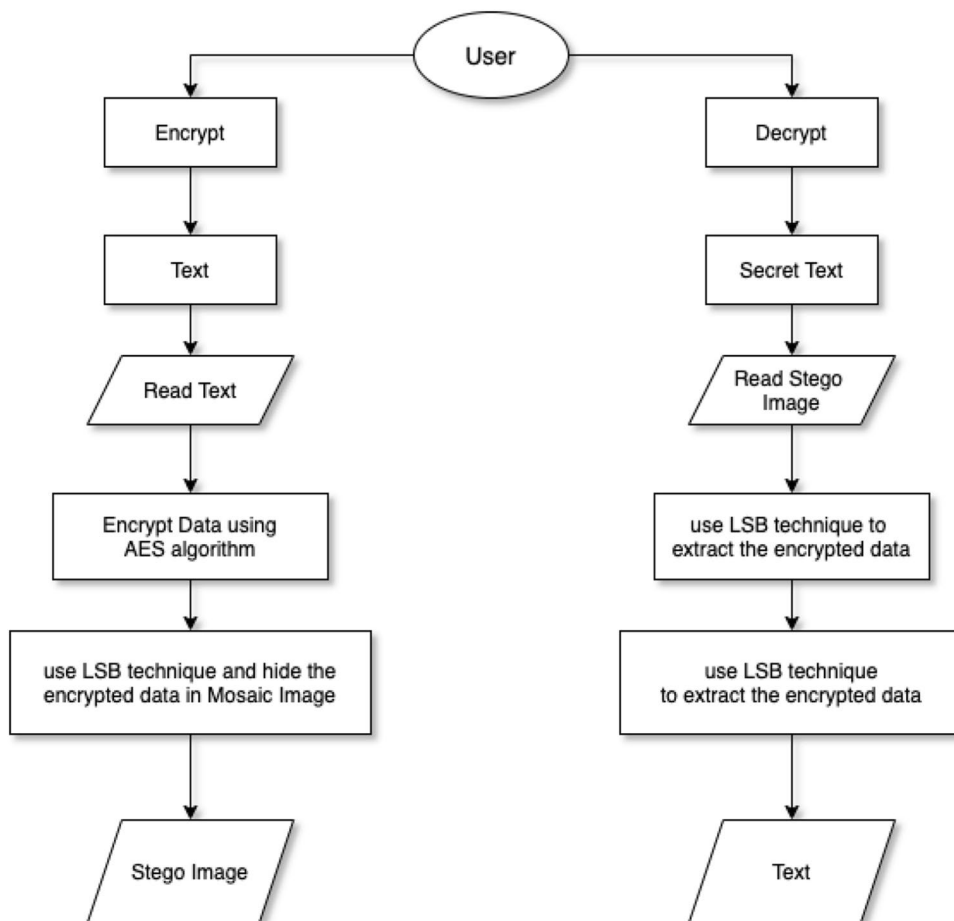 User
Encrypt
Decrypt
Text
Secret Text
Read Text
Read Stego
Image
Encrypt Data using
AES algorithm
use LSB technique to
extract the encrypted data
use LSB technique and hide the
encrypted data in Mosaic Image
use LSB technique
to extract the encrypted data
Stego Image
Text